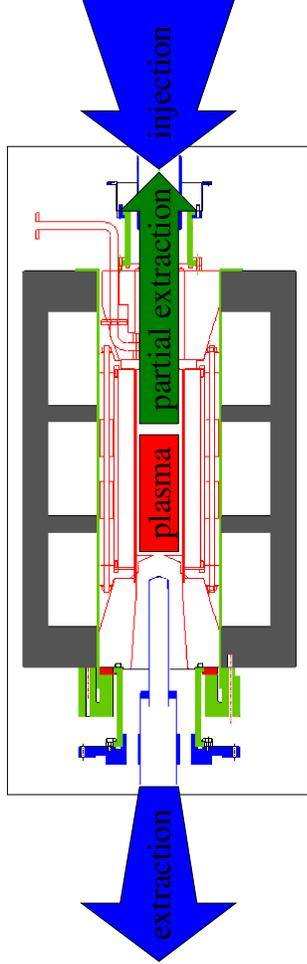 injection
partial extraction
plasma
extraction